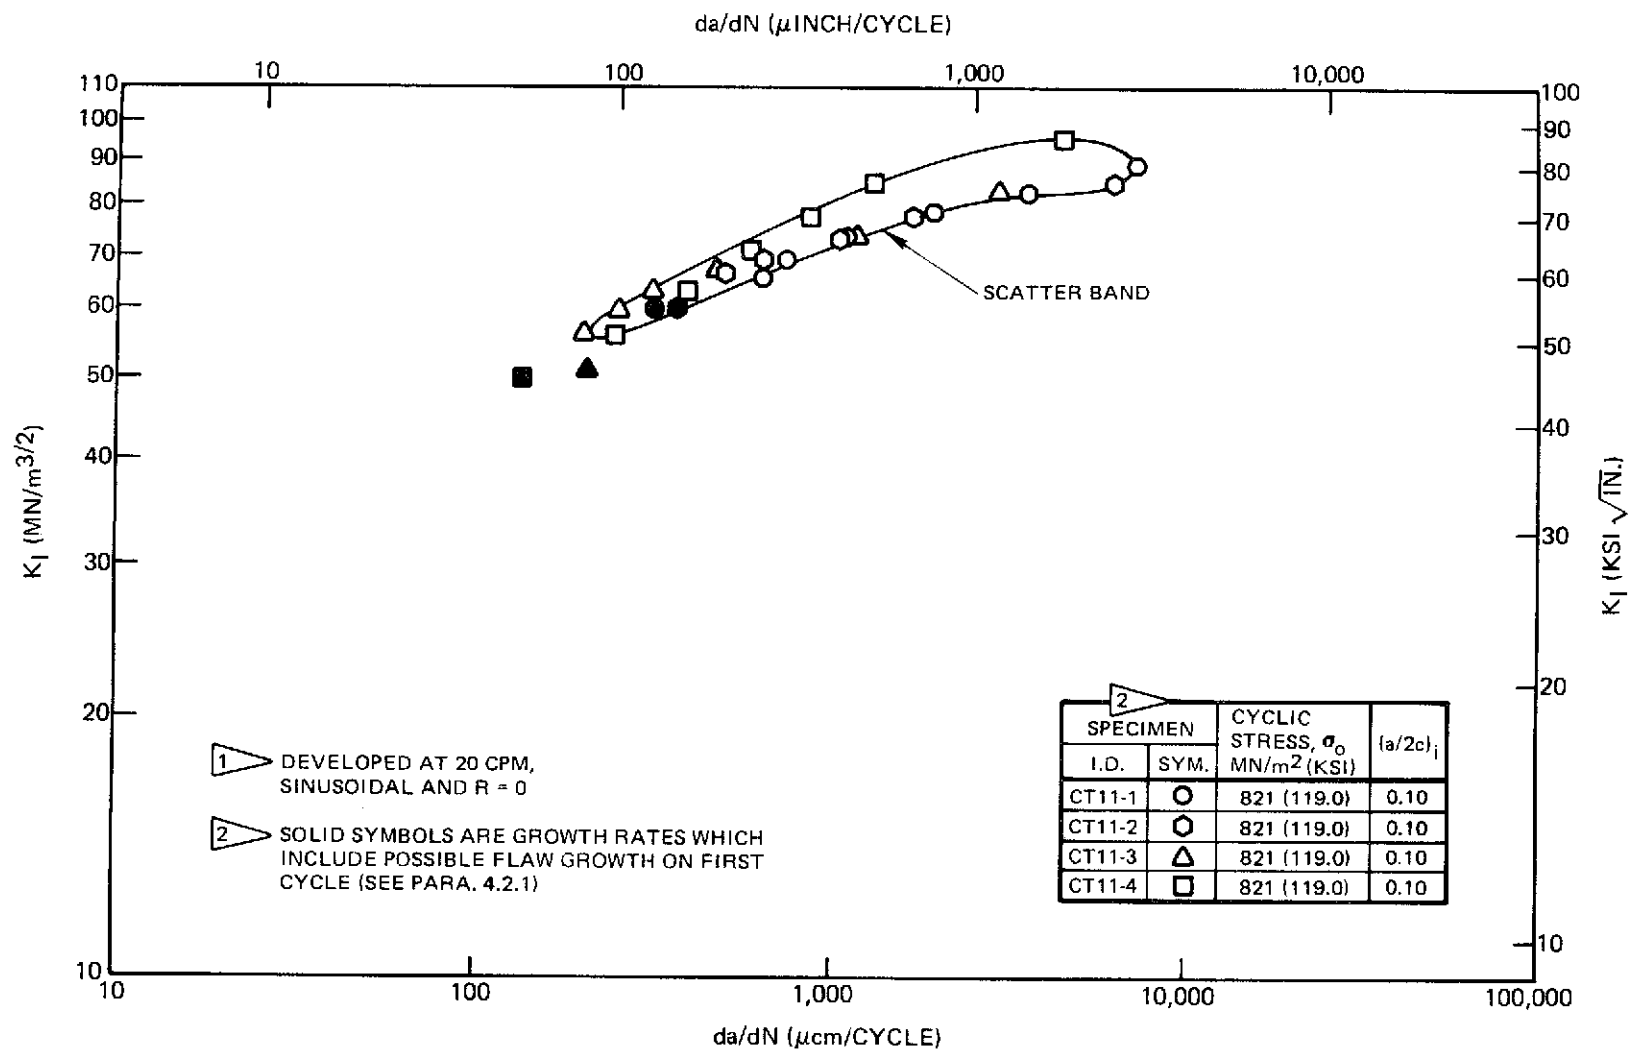 da/dN (μINCH/CYCLE)
10 100 1,000 10,000
110
100
90
80
70
60
50
40
30
20
10
K_I (MN/m^3/2)
100
90
80
70
60
50
40
30
20
10
K_I (KSI √IN.)
SCATTER BAND
1 DEVELOPED AT 20 CPM,
SINUSOIDAL AND R = 0
2 SOLID SYMBOLS ARE GROWTH RATES WHICH
INCLUDE POSSIBLE FLAW GROWTH ON FIRST
CYCLE (SEE PARA. 4.2.1)
2
SPECIMEN CYCLIC STRESS, σ_o MN/m^2 (KSI) (a/2c)_i
I.D. SYM.
CT11-1 821 (119.0) 0.10
CT11-2 821 (119.0) 0.10
CT11-3 821 (119.0) 0.10
CT11-4 821 (119.0) 0.10
10 100 1,000 10,000 100,000
da/dN (μcm/CYCLE)